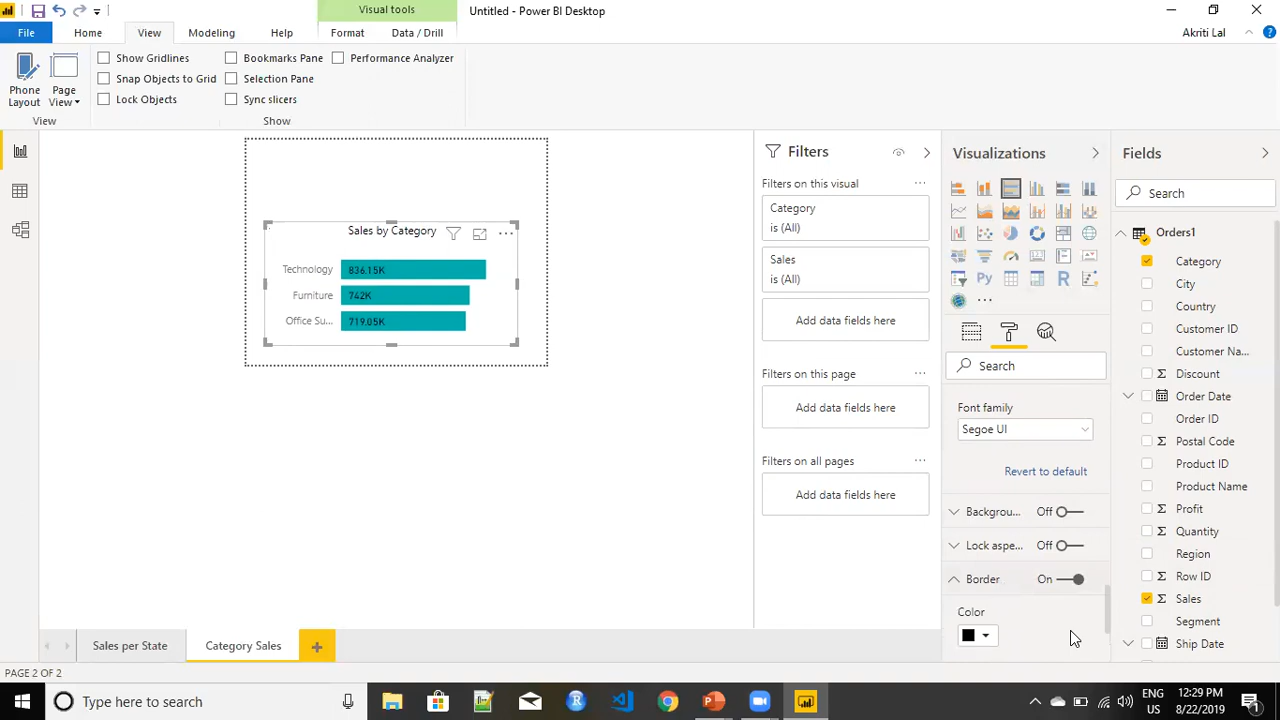 Visual tools
Untitled - Power BI Desktop
File
Home
View
Modeling
Help
Format
Data / Drill
Akriti Lal
Phone
Layout
Page
View
Show Gridlines
Snap Objects to Grid
Lock Objects
Bookmarks Pane
Selection Pane
Sync slicers
Performance Analyzer
View
Show
Sales by Category
Technology
836.15K
Furniture
742K
Office Su...
719.05K
Filters
Filters on this visual
Category
is (All)
Sales
is (All)
Add data fields here
Filters on this page
Add data fields here
Filters on all pages
Add data fields here
Visualizations
Py
R
Search
Font family
Segoe UI
Revert to default
Backgrou... Off
Lock aspe... Off
Border On
Color
Fields
Search
Orders1
Category
City
Country
Customer ID
Customer Na...
Discount
Order Date
Order ID
Postal Code
Product ID
Product Name
Profit
Quantity
Region
Row ID
Sales
Segment
Ship Date
Sales per State
Category Sales
PAGE 2 OF 2
Type here to search
ENG
US
12:29 PM
8/22/2019